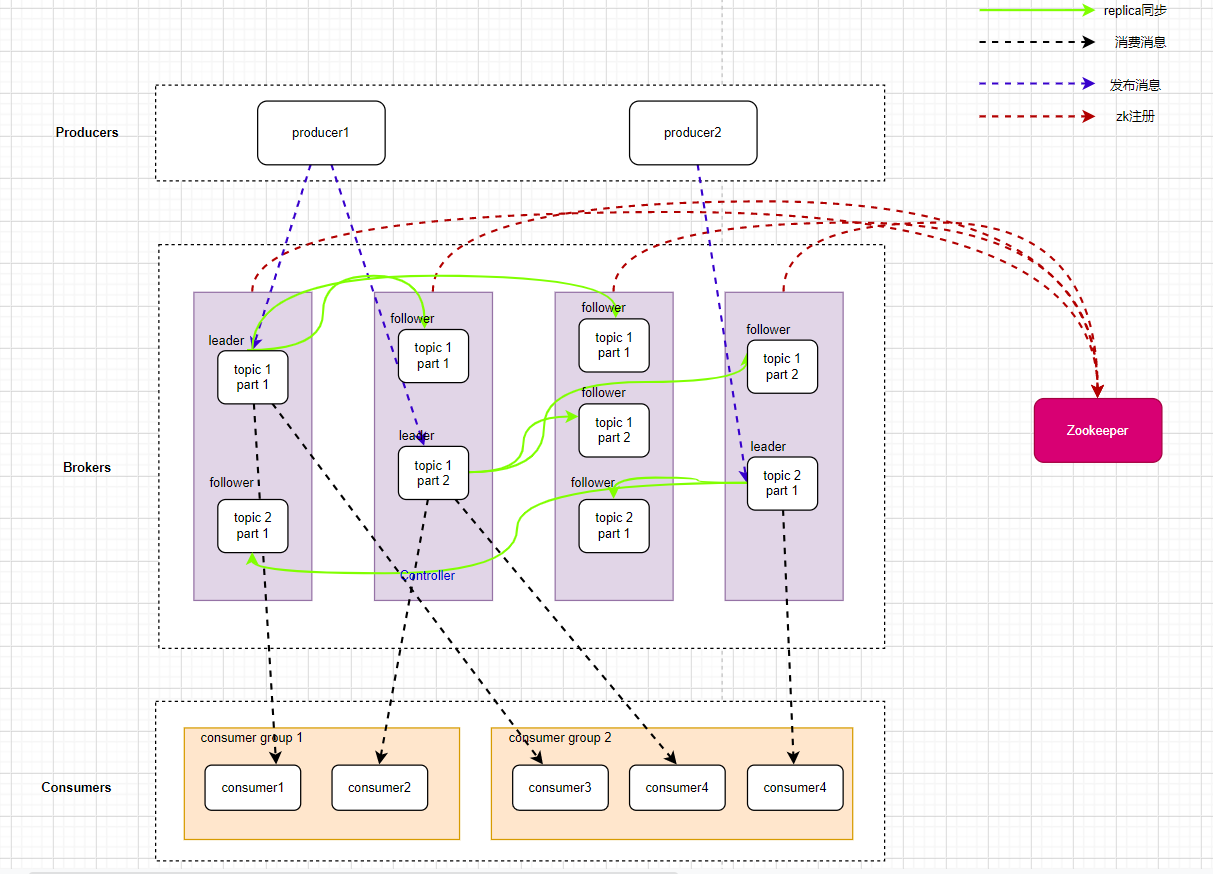 replica同步
消费消息
发布消息
zk注册
Producers
producer1
producer2
Brokers
leader
topic 1
part 1
follower
topic 2
part 1
follower
topic 1
part 1
leader
topic 1
part 2
Controller
follower
topic 1
part 1
follower
topic 1
part 2
follower
topic 2
part 1
follower
topic 1
part 2
leader
topic 2
part 1
Zookeeper
Consumers
consumer group 1
consumer1
consumer2
consumer group 2
consumer3
consumer4
consumer4